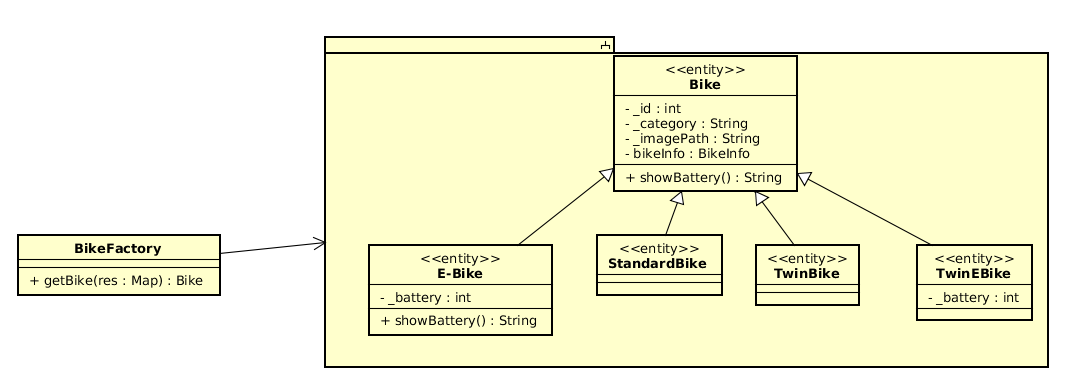 <<entity>>
Bike
- _id : int
- _category : String
- _imagePath : String
- bikeInfo : BikeInfo
+ showBattery() : String
BikeFactory
+ getBike(res : Map) : Bike
<<entity>>
E-Bike
- _battery : int
+ showBattery() : String
<<entity>>
StandardBike
<<entity>>
TwinBike
<<entity>>
TwinEBike
- _battery : int